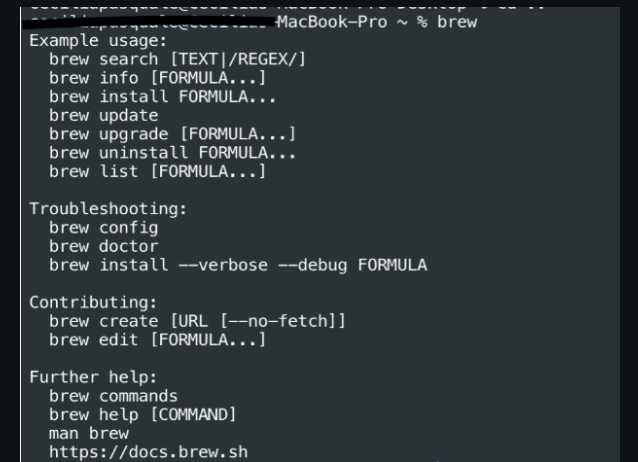 MacBook-Pro ~ % brew
Example usage:
  brew search [TEXT|/REGEX/]
  brew info [FORMULA...]
  brew install FORMULA...
  brew update
  brew upgrade [FORMULA...]
  brew uninstall FORMULA...
  brew list [FORMULA...]

Troubleshooting:
  brew config
  brew doctor
  brew install --verbose --debug FORMULA

Contributing:
  brew create [URL [--no-fetch]]
  brew edit [FORMULA...]

Further help:
  brew commands
  brew help [COMMAND]
  man brew
  https://docs.brew.sh